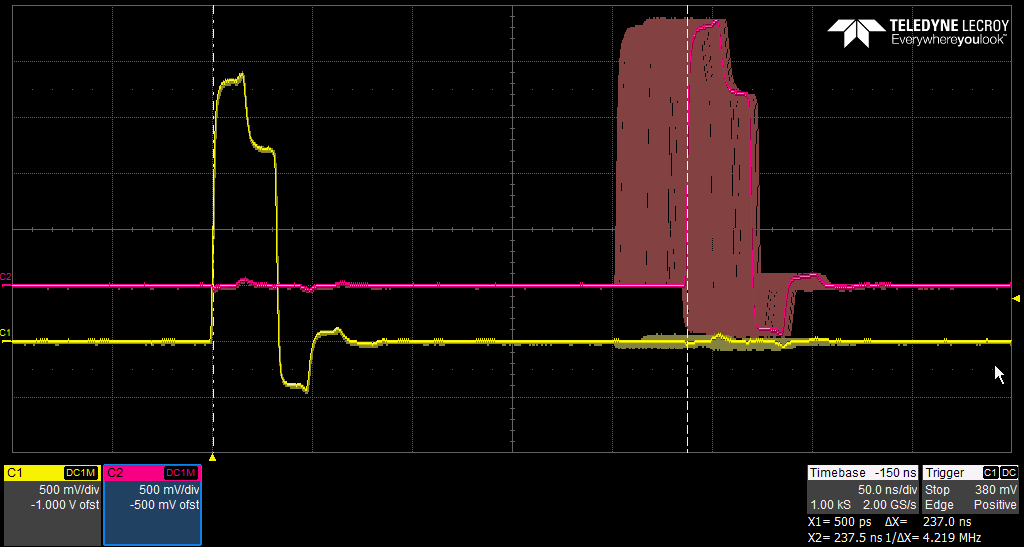 TELEDYNE LECROY
Everywhereyoulook™
C2
C1
C1 DC1M
500 mV/div
-1.000 V ofst
C2 DC1M
500 mV/div
-500 mV ofst
Timebase -150 ns
50.0 ns/div
1.00 kS 2.00 GS/s
Trigger C1 DC
Stop 380 mV
Edge Positive
X1= 500 ps ΔX= 237.0 ns
X2= 237.5 ns 1/ΔX= 4.219 MHz